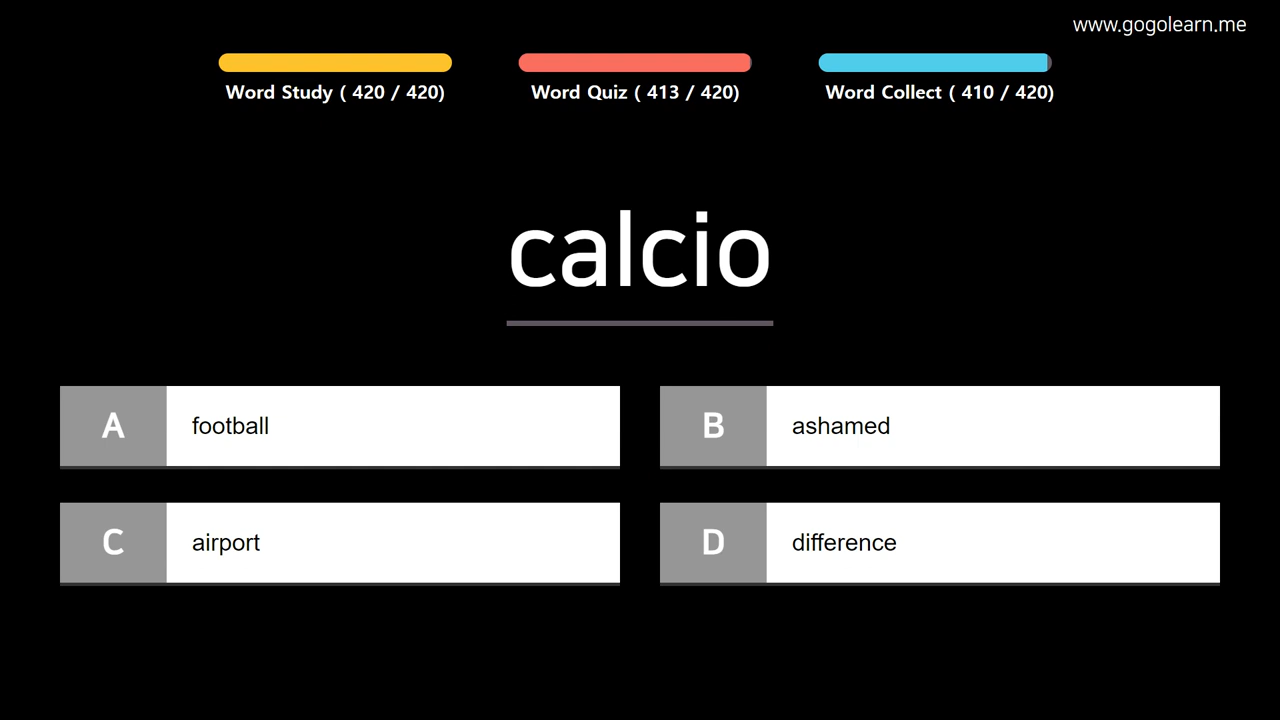 www.gogolearn.me
Word Study ( 420 / 420)
Word Quiz ( 413 / 420)
Word Collect ( 410 / 420)
calcio
A football
B ashamed
C airport
D difference